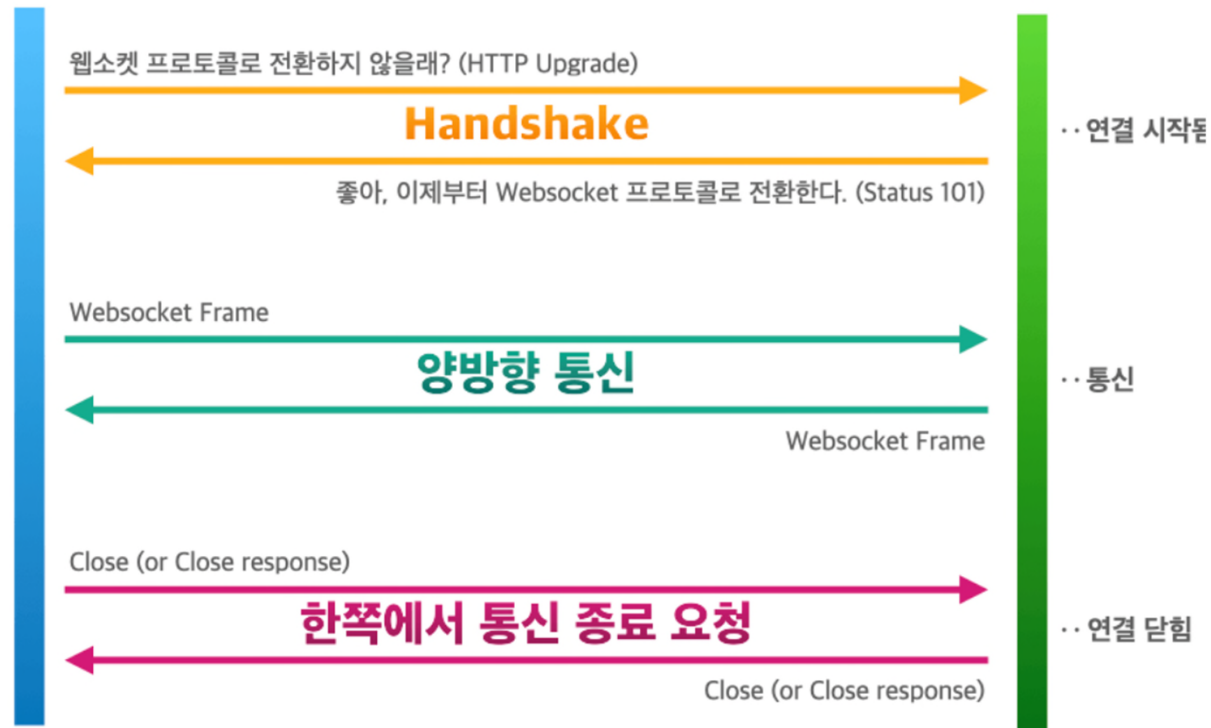 웹소켓 프로토콜로 전환하지 않을래? (HTTP Upgrade)
Handshake
·· 연결 시작
좋아, 이제부터 Websocket 프로토콜로 전환한다. (Status 101)
Websocket Frame
양방향 통신
·· 통신
Websocket Frame
Close (or Close response)
한쪽에서 통신 종료 요청
·· 연결 닫힘
Close (or Close response)